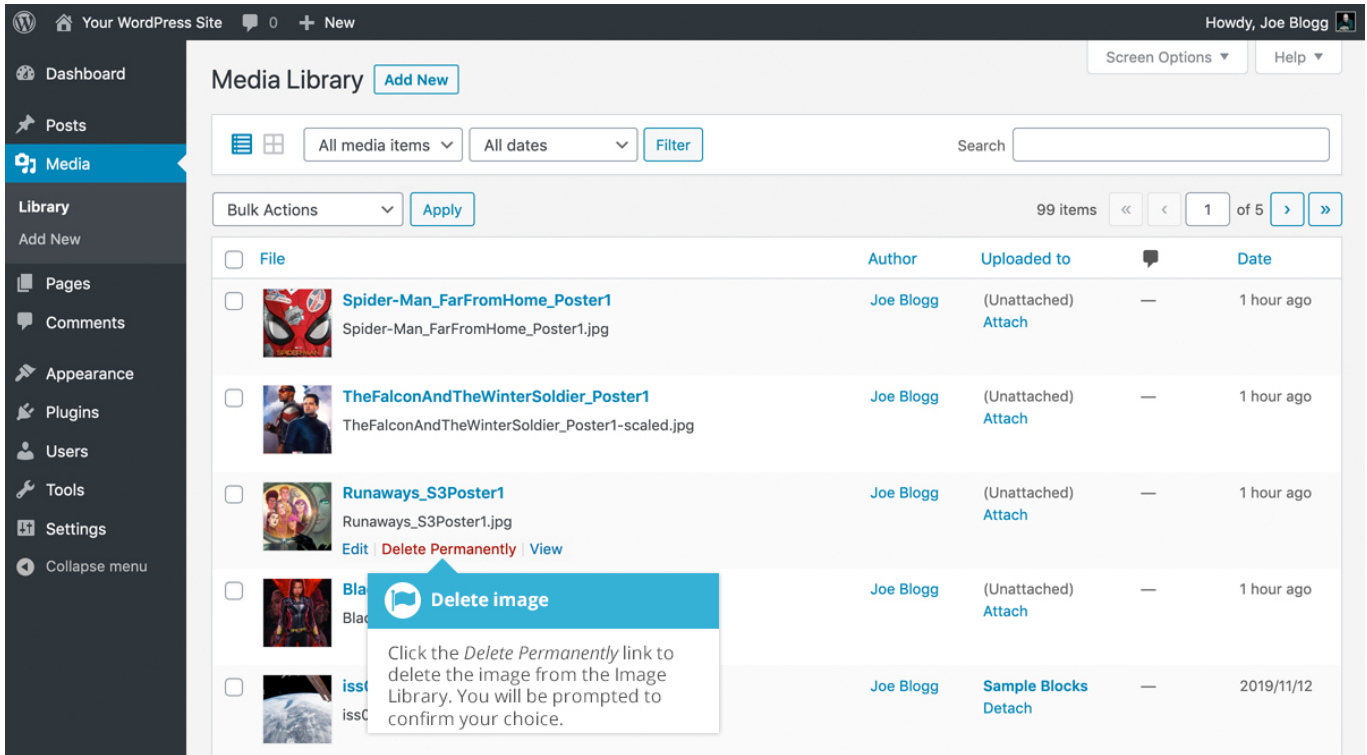 Your WordPress Site 0 + New Howdy, Joe Blogg
Screen Options ▼ Help ▼
Dashboard
Posts
Media
Library
Add New
Pages
Comments
Appearance
Plugins
Users
Tools
Settings
Collapse menu
Media Library Add New
All media items All dates Filter Search
Bulk Actions Apply 99 items « ‹ 1 of 5 › »
File Author Uploaded to Date
Spider-Man_FarFromHome_Poster1 Joe Blogg (Unattached) — 1 hour ago
Spider-Man_FarFromHome_Poster1.jpg Attach
TheFalconAndTheWinterSoldier_Poster1 Joe Blogg (Unattached) — 1 hour ago
TheFalconAndTheWinterSoldier_Poster1-scaled.jpg Attach
Runaways_S3Poster1 Joe Blogg (Unattached) — 1 hour ago
Runaways_S3Poster1.jpg Attach
Edit | Delete Permanently | View
Bla Joe Blogg (Unattached) — 1 hour ago
Blac Attach
Delete image
Click the Delete Permanently link to
delete the image from the Image
Library. You will be prompted to
confirm your choice.
iss0 Joe Blogg Sample Blocks — 2019/11/12
iss0 Detach